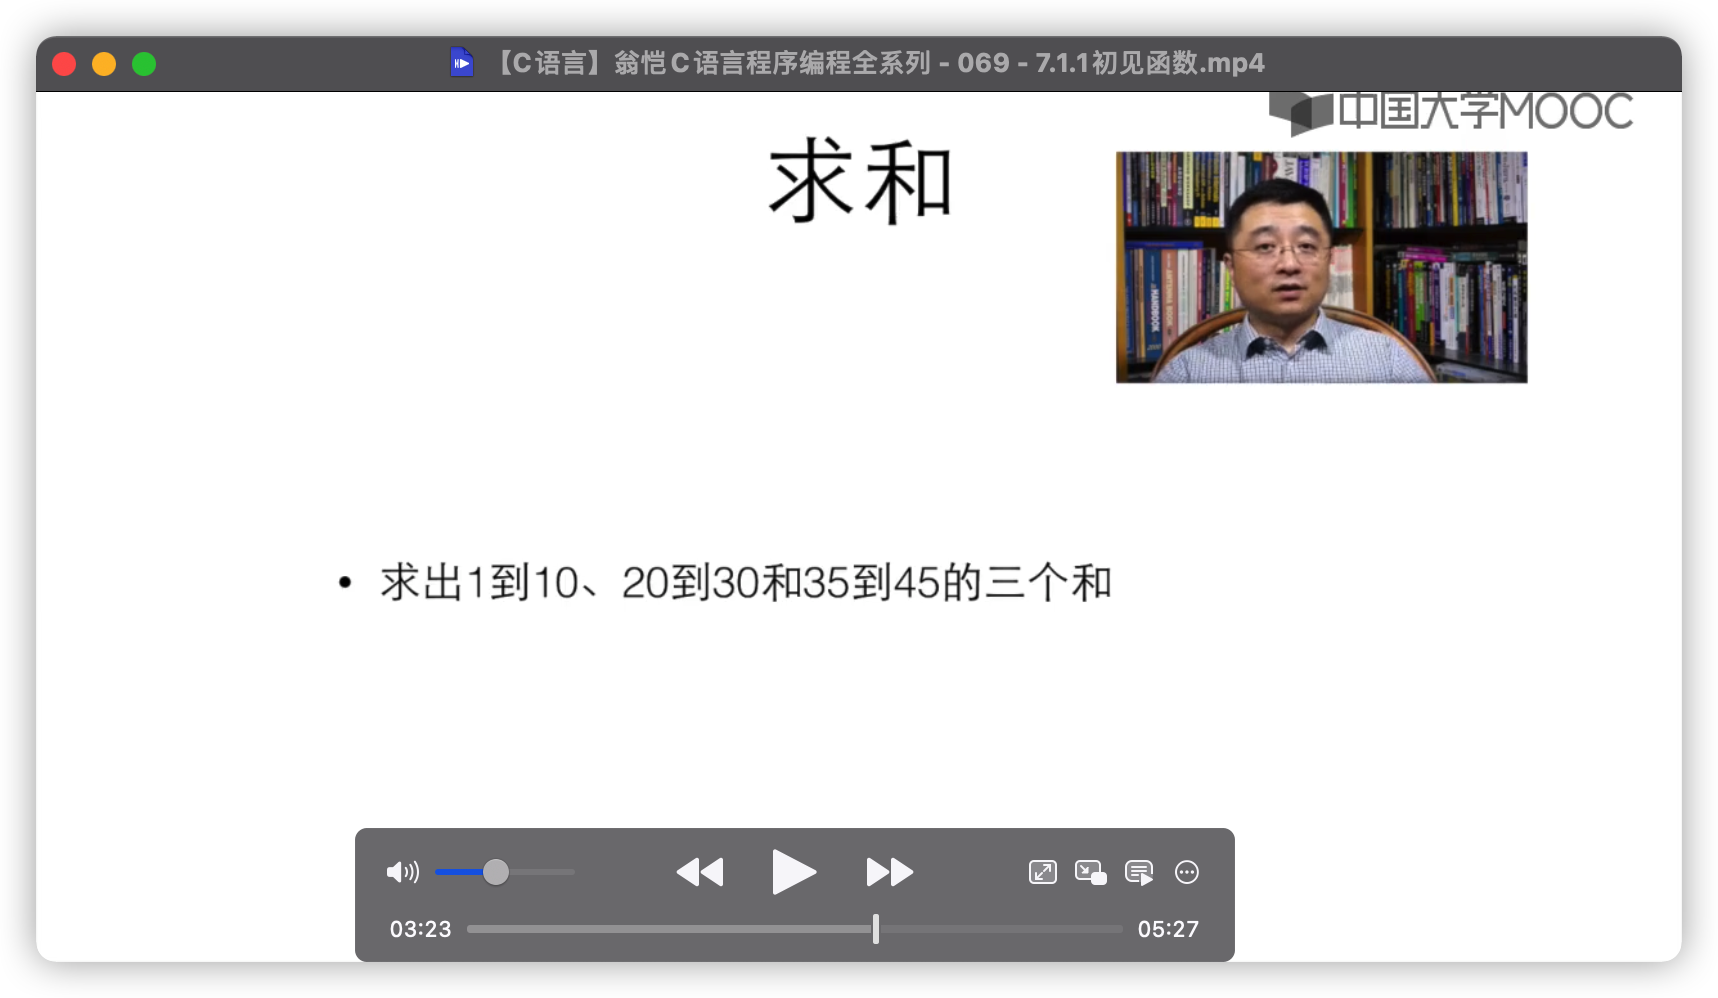 【C语言】翁恺C语言程序编程全系列 - 069 - 7.1.1初见函数.mp4
中国大学MOOC
求和
HANDBOOK
• 求出1到10、20到30和35到45的三个和
03:23
05:27